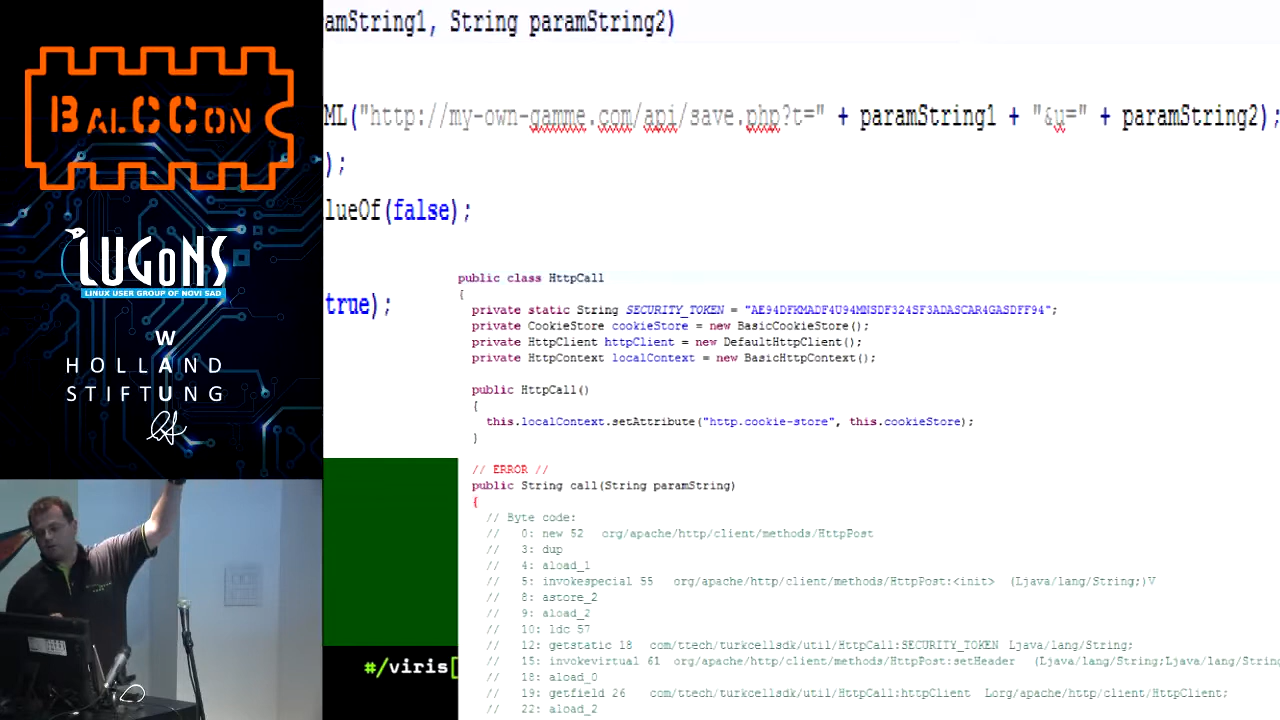 BALCCON
LUGoNS
LINUX USER GROUP OF NOVI SAD
W
HOLLAND
STIFTUNG
amString1, String paramString2)
ML("http://my-own-gamme.com/api/save.php?t=" + paramString1 + "&u=" + paramString2);
);
lueOf(false);
true);
public class HttpCall
{
private static String SECURITY_TOKEN = "AE94DFKMADF4U94MNSDF324SF3ADASCAR4GASDFF94";
private CookieStore cookieStore = new BasicCookieStore();
private HttpClient httpClient = new DefaultHttpClient();
private HttpContext localContext = new BasicHttpContext();
public HttpCall()
{
this.localContext.setAttribute("http.cookie-store", this.cookieStore);
}
// ERROR //
public String call(String paramString)
{
// Byte code:
// 0: new 52 org/apache/http/client/methods/HttpPost
// 3: dup
// 4: aload_1
// 5: invokespecial 55 org/apache/http/client/methods/HttpPost:<init> (Ljava/lang/String;)V
// 8: astore_2
// 9: aload_2
// 10: ldc 57
// 12: getstatic 18 com/ttech/turkcellsdk/util/HttpCall:SECURITY_TOKEN Ljava/lang/String;
// 15: invokevirtual 61 org/apache/http/client/methods/HttpPost:setHeader (Ljava/lang/String;Ljava/lang/String
// 18: aload_0
// 19: getfield 26 com/ttech/turkcellsdk/util/HttpCall:httpClient Lorg/apache/http/client/HttpClient;
// 22: aload_2
#/viris[